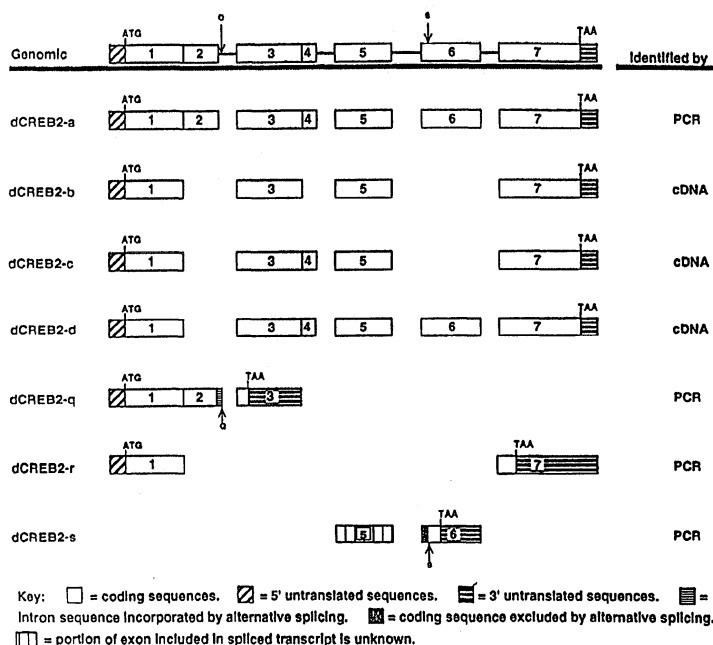 O s
ATG TAA
Genomic 1 2 3 4 5 6 7 Identified by
ATG TAA
dCREB2-a 1 2 3 4 5 6 7 PCR
ATG TAA
dCREB2-b 1 3 5 7 cDNA
ATG TAA
dCREB2-c 1 3 4 5 7 cDNA
ATG TAA
dCREB2-d 1 3 4 5 6 7 cDNA
ATG TAA
dCREB2-q 1 2 3 PCR
Q
ATG TAA
dCREB2-r 1 7 PCR
TAA
dCREB2-s 5 6 PCR
s
Key: = coding sequences. = 5' untranslated sequences. = 3' untranslated sequences. =
Intron sequence incorporated by alternative splicing. = coding sequence excluded by alternative splicing.
= portion of exon included in spliced transcript is unknown.